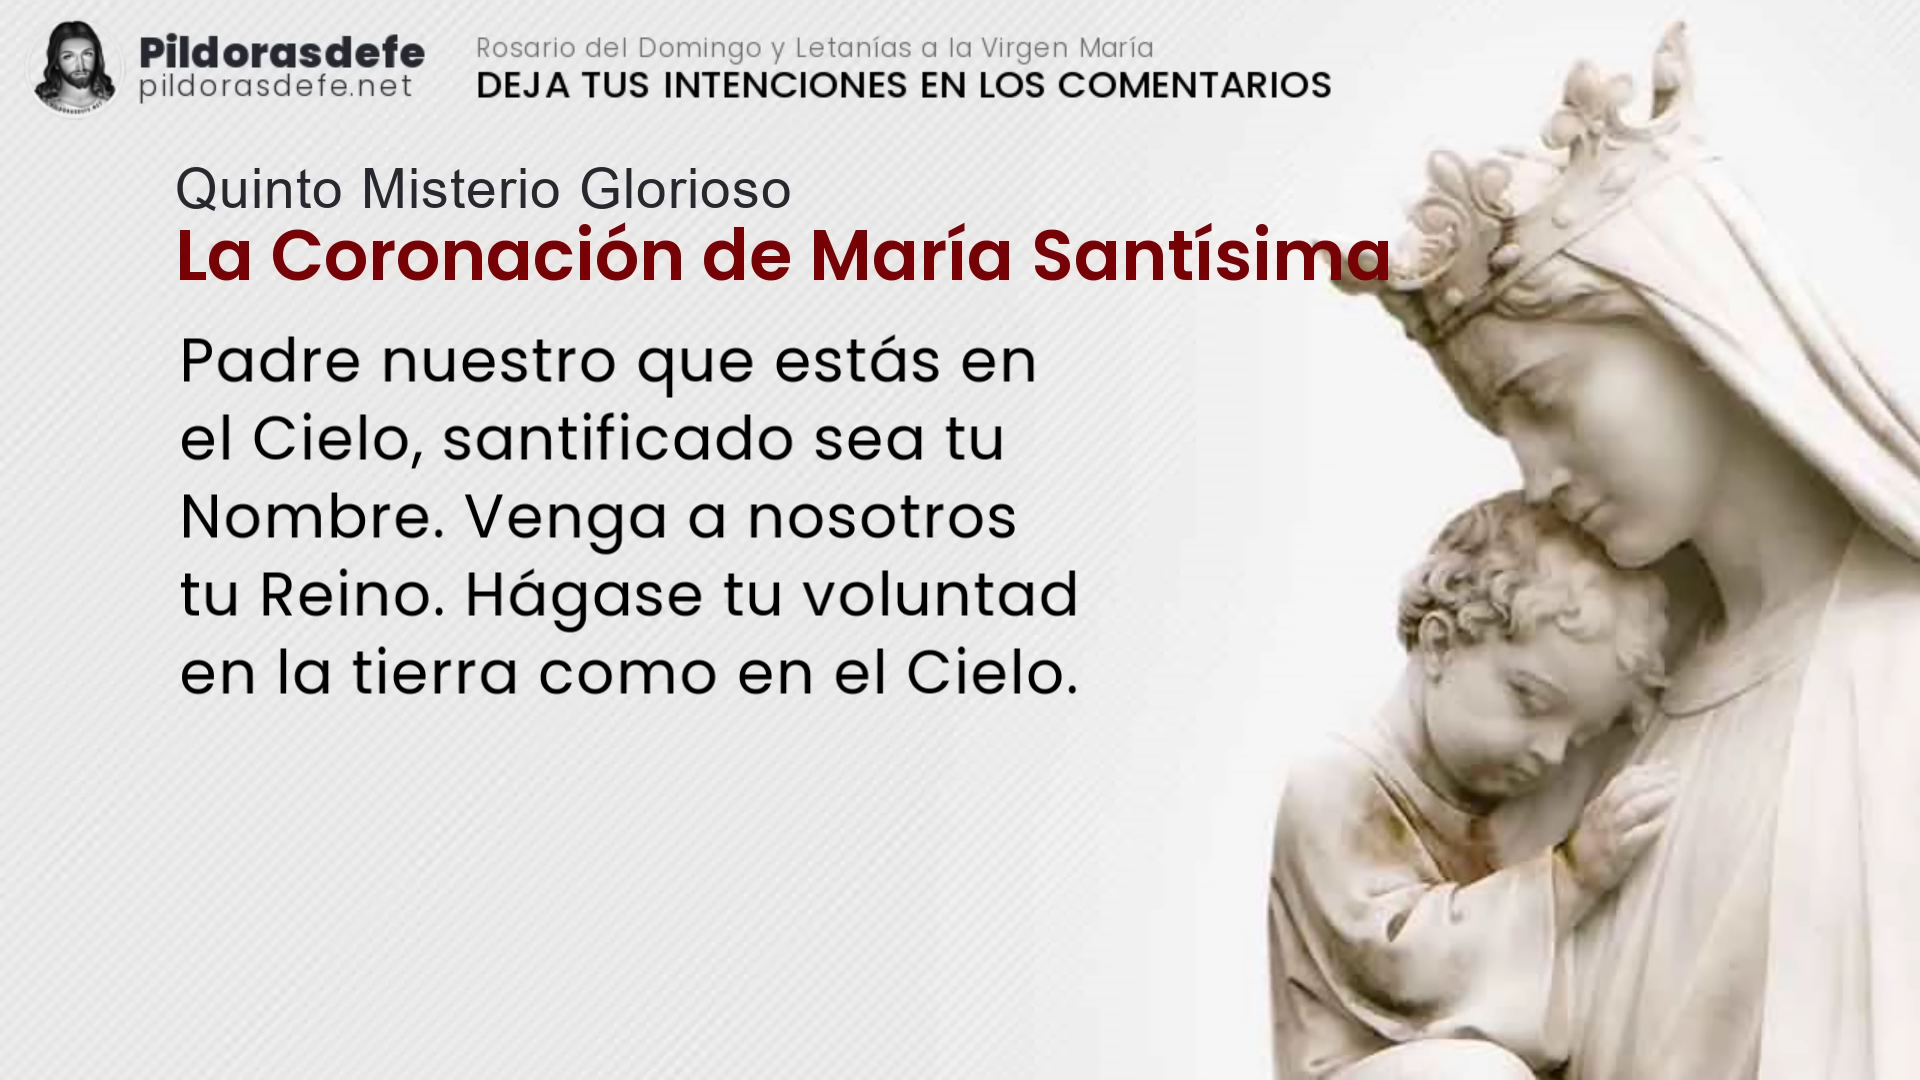 Pildorasdefe
pildorasdefe.net
Rosario del Domingo y Letanías a la Virgen María
DEJA TUS INTENCIONES EN LOS COMENTARIOS
Quinto Misterio Glorioso
La Coronación de María Santísima
Padre nuestro que estás en
el Cielo, santificado sea tu
Nombre. Venga a nosotros
tu Reino. Hágase tu voluntad
en la tierra como en el Cielo.